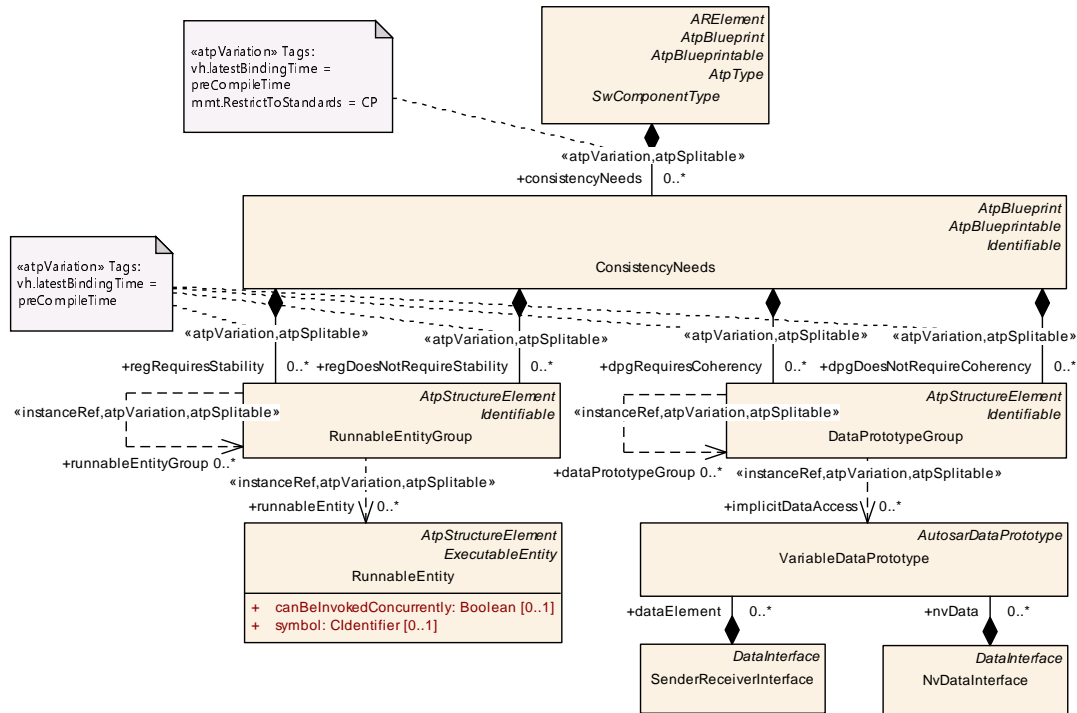 ARElement
AtpBlueprint
AtpBlueprintable
AtpType
SwComponentType
«atpVariation» Tags:
vh.latestBindingTime =
preCompileTime
mmt.RestrictToStandards = CP
«atpVariation,atpSplitable»
+consistencyNeeds 0..*
AtpBlueprint
AtpBlueprintable
Identifiable
ConsistencyNeeds
«atpVariation» Tags:
vh.latestBindingTime =
preCompileTime
«atpVariation,atpSplitable» «atpVariation,atpSplitable» «atpVariation,atpSplitable» «atpVariation,atpSplitable»
+regRequiresStability 0..* +regDoesNotRequireStability 0..* +dpgRequiresCoherency 0..* +dpgDoesNotRequireCoherency 0..*
AtpStructureElement
Identifiable
RunnableEntityGroup
«instanceRef,atpVariation,atpSplitable»
+runnableEntityGroup 0..*
AtpStructureElement
Identifiable
DataPrototypeGroup
«instanceRef,atpVariation,atpSplitable»
+dataPrototypeGroup 0..*
«instanceRef,atpVariation,atpSplitable»
+runnableEntity 0..*
«instanceRef,atpVariation,atpSplitable»
+implicitDataAccess 0..*
AtpStructureElement
ExecutableEntity
RunnableEntity
+ canBeInvokedConcurrently: Boolean [0..1]
+ symbol: CIdentifier [0..1]
AutosarDataPrototype
VariableDataPrototype
+dataElement 0..*
+nvData 0..*
DataInterface
SenderReceiverInterface
DataInterface
NvDataInterface